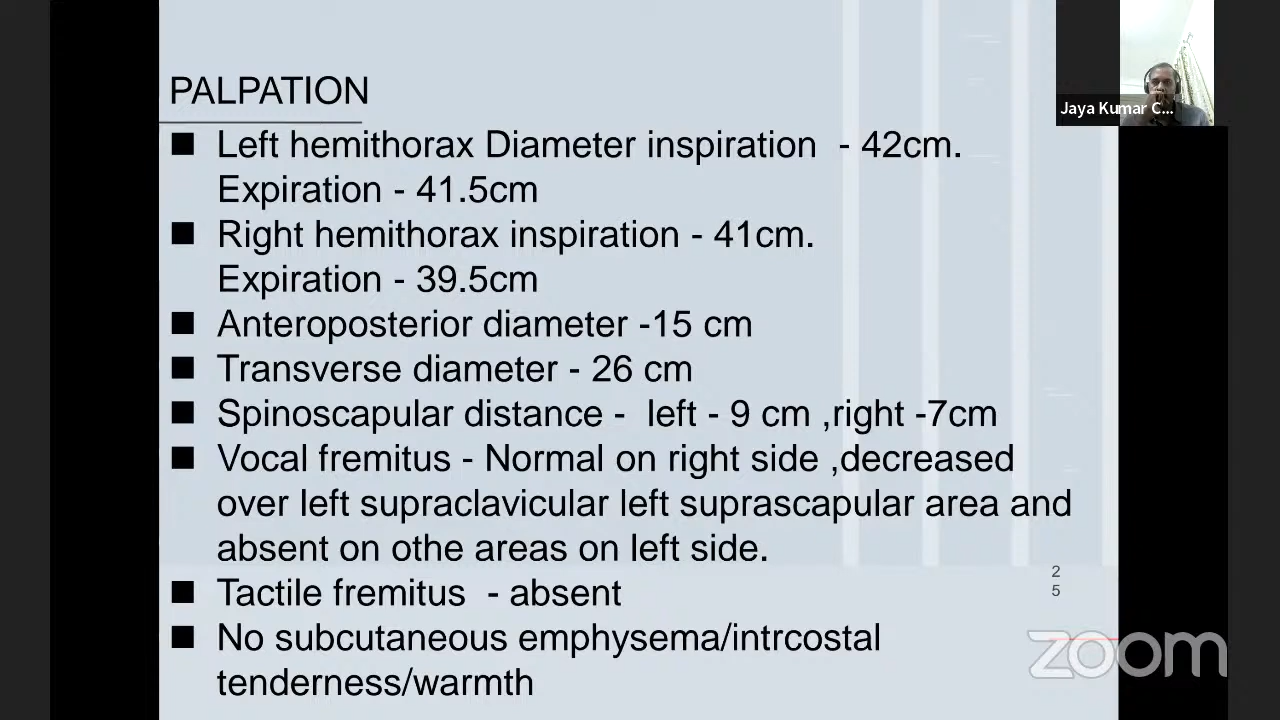 PALPATION
Left hemithorax Diameter inspiration - 42cm.
Expiration - 41.5cm
Right hemithorax inspiration - 41cm.
Expiration - 39.5cm
Anteroposterior diameter -15 cm
Transverse diameter - 26 cm
Spinoscapular distance - left - 9 cm ,right -7cm
Vocal fremitus - Normal on right side ,decreased
over left supraclavicular left suprascapular area and
absent on othe areas on left side.
Tactile fremitus - absent
No subcutaneous emphysema/intrcostal
tenderness/warmth
2
5
Jaya Kumar C...
zoom